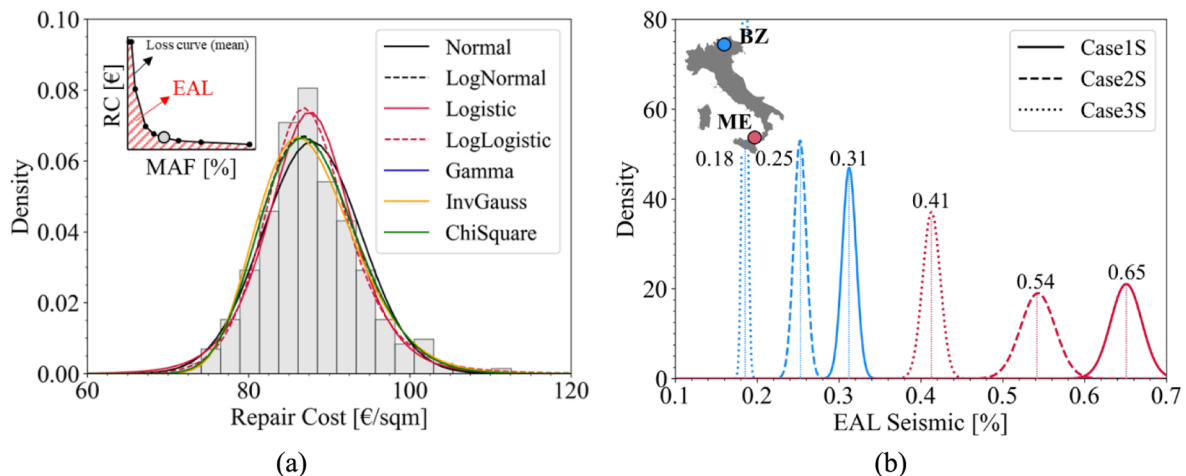 0.10
0.08
0.06
0.04
0.02
0.00
Density
60
80
100
120
Repair Cost [€/sqm]
RC [€]
Loss curve (mean)
EAL
MAF [%]
Normal
LogNormal
Logistic
LogLogistic
Gamma
InvGauss
ChiSquare
(a)
80
60
40
20
0
Density
0.1
0.2
0.3
0.4
0.5
0.6
0.7
EAL Seismic [%]
BZ
ME
0.18
0.25
0.31
0.41
0.54
0.65
Case1S
Case2S
Case3S
(b)